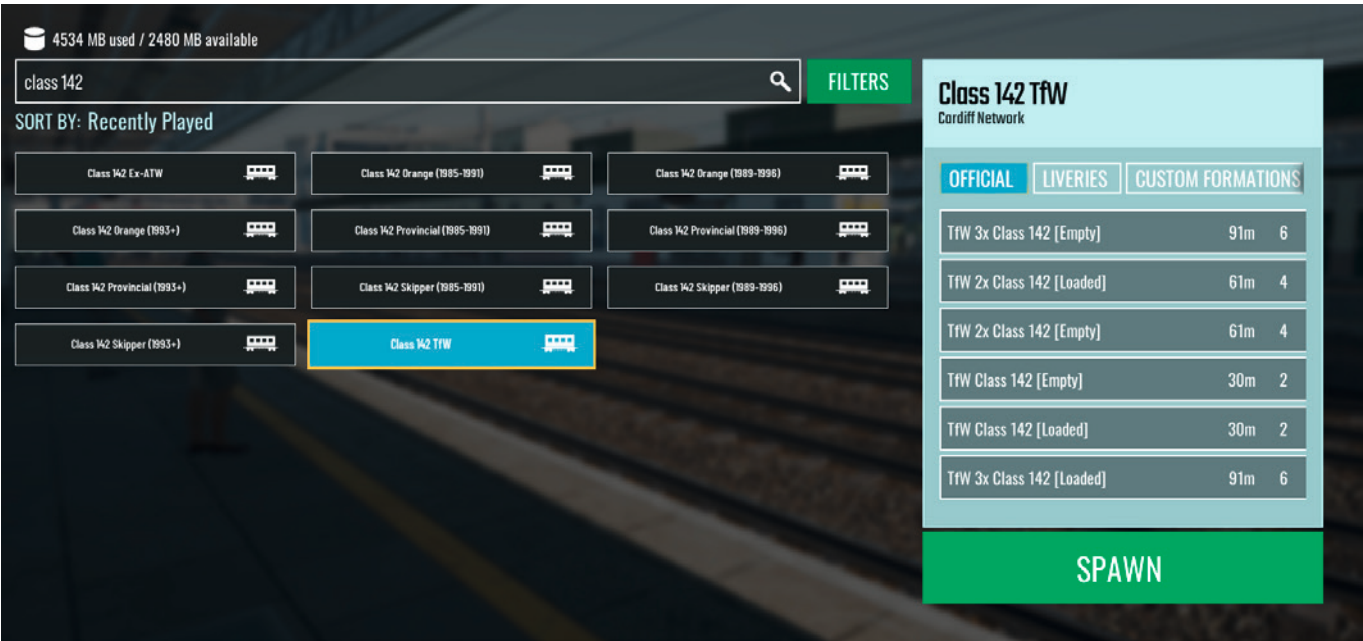 4534 MB used / 2480 MB available
class 142
FILTERS
SORT BY: Recently Played
Class 142 Ex-ATW
Class 142 Orange (1985-1991)
Class 142 Orange (1989-1996)
Class 142 Orange (1993+)
Class 142 Provincial (1985-1991)
Class 142 Provincial (1989-1996)
Class 142 Provincial (1993+)
Class 142 Skipper (1985-1991)
Class 142 Skipper (1989-1996)
Class 142 Skipper (1993+)
Class 142 TfW
Class 142 TfW
Cardiff Network
OFFICIAL LIVERIES CUSTOM FORMATIONS
TfW 3x Class 142 [Empty] 91m 6
TfW 2x Class 142 [Loaded] 61m 4
TfW 2x Class 142 [Empty] 61m 4
TfW Class 142 [Empty] 30m 2
TfW Class 142 [Loaded] 30m 2
TfW 3x Class 142 [Loaded] 91m 6
SPAWN